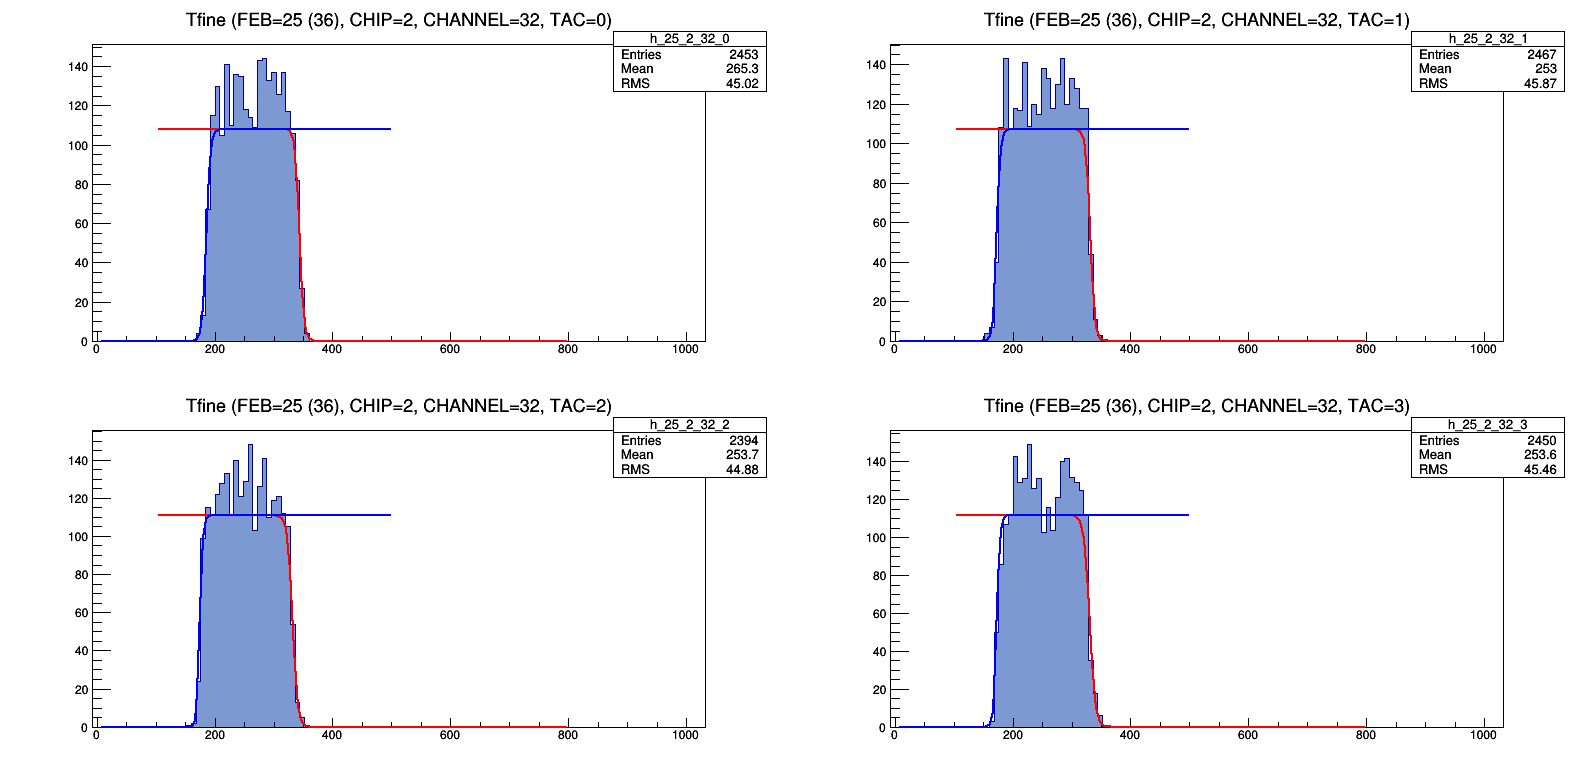 Tfine (FEB=25 (36), CHIP=2, CHANNEL=32, TAC=0)
h_25_2_32_0
Entries 2453
Mean 265.3
RMS 45.02
140
120
100
80
60
40
20
0
0 200 400 600 800 1000
Tfine (FEB=25 (36), CHIP=2, CHANNEL=32, TAC=1)
h_25_2_32_1
Entries 2467
Mean 253
RMS 45.87
140
120
100
80
60
40
20
0
0 200 400 600 800 1000
Tfine (FEB=25 (36), CHIP=2, CHANNEL=32, TAC=2)
h_25_2_32_2
Entries 2394
Mean 253.7
RMS 44.88
140
120
100
80
60
40
20
0
0 200 400 600 800 1000
Tfine (FEB=25 (36), CHIP=2, CHANNEL=32, TAC=3)
h_25_2_32_3
Entries 2450
Mean 253.6
RMS 45.46
140
120
100
80
60
40
20
0
0 200 400 600 800 1000